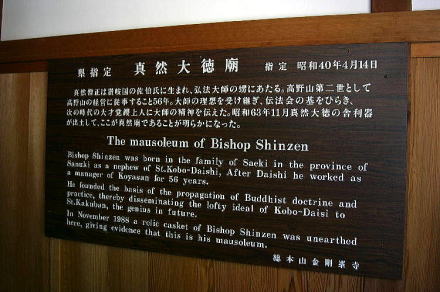 県指定 真然大徳廟 指定 昭和40年4月14日
真然僧正は讃岐国の佐伯氏に生まれ、弘法大師の甥にあたる。高野山第二世として
高野山の経営に従事すること56年。大師の理想を受け継ぎ、伝法会の基をひらき、
次の時代の大才覚鑁上人に大師の精神を伝えた。昭和63年11月真然大徳の舎利器
が出土して、ここが真然廟であることが明らかになった。
The mausoleum of Bishop Shinzen
Bishop Shinzen was born in the family of Saeki in the province of
Sanuki as a nephew of St.Kobo-Daishi, After Daishi he worked as
a manager of Koyasan for 56 years.
He founded the basis of the propagation of Buddhist doctrine and
practice, thereby disseminating the lofty ideal of Kobo-Daisi to
St.Kakuban, the genius in future.
In November 1988 a relic casket of Bishop Shinzen was unearthed
here, giving evidence that this is his mausoleum.
総本山金剛峯寺